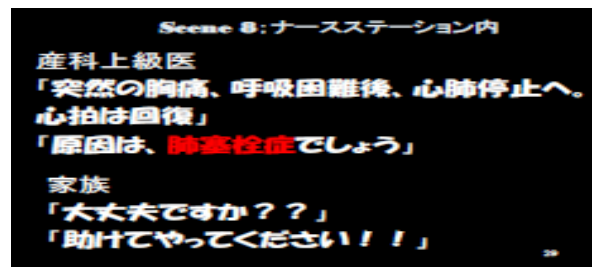 Scene 8:ナースステーション内
産科上級医
「突然の胸痛、呼吸困難後、心肺停止へ。
心拍は回復」
「原因は、肺塞栓症でしょう」
家族
「大丈夫ですか？？」
「助けてやってください！！」
39